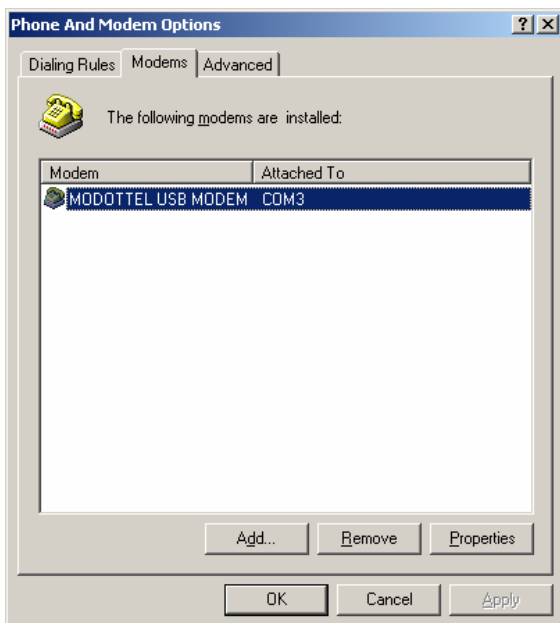 Phone And Modem Options
Dialing Rules Modems Advanced
The following modems are installed:
Modem Attached To
MODOTTEL USB MODEM COM3
Add... Remove Properties
OK Cancel Apply